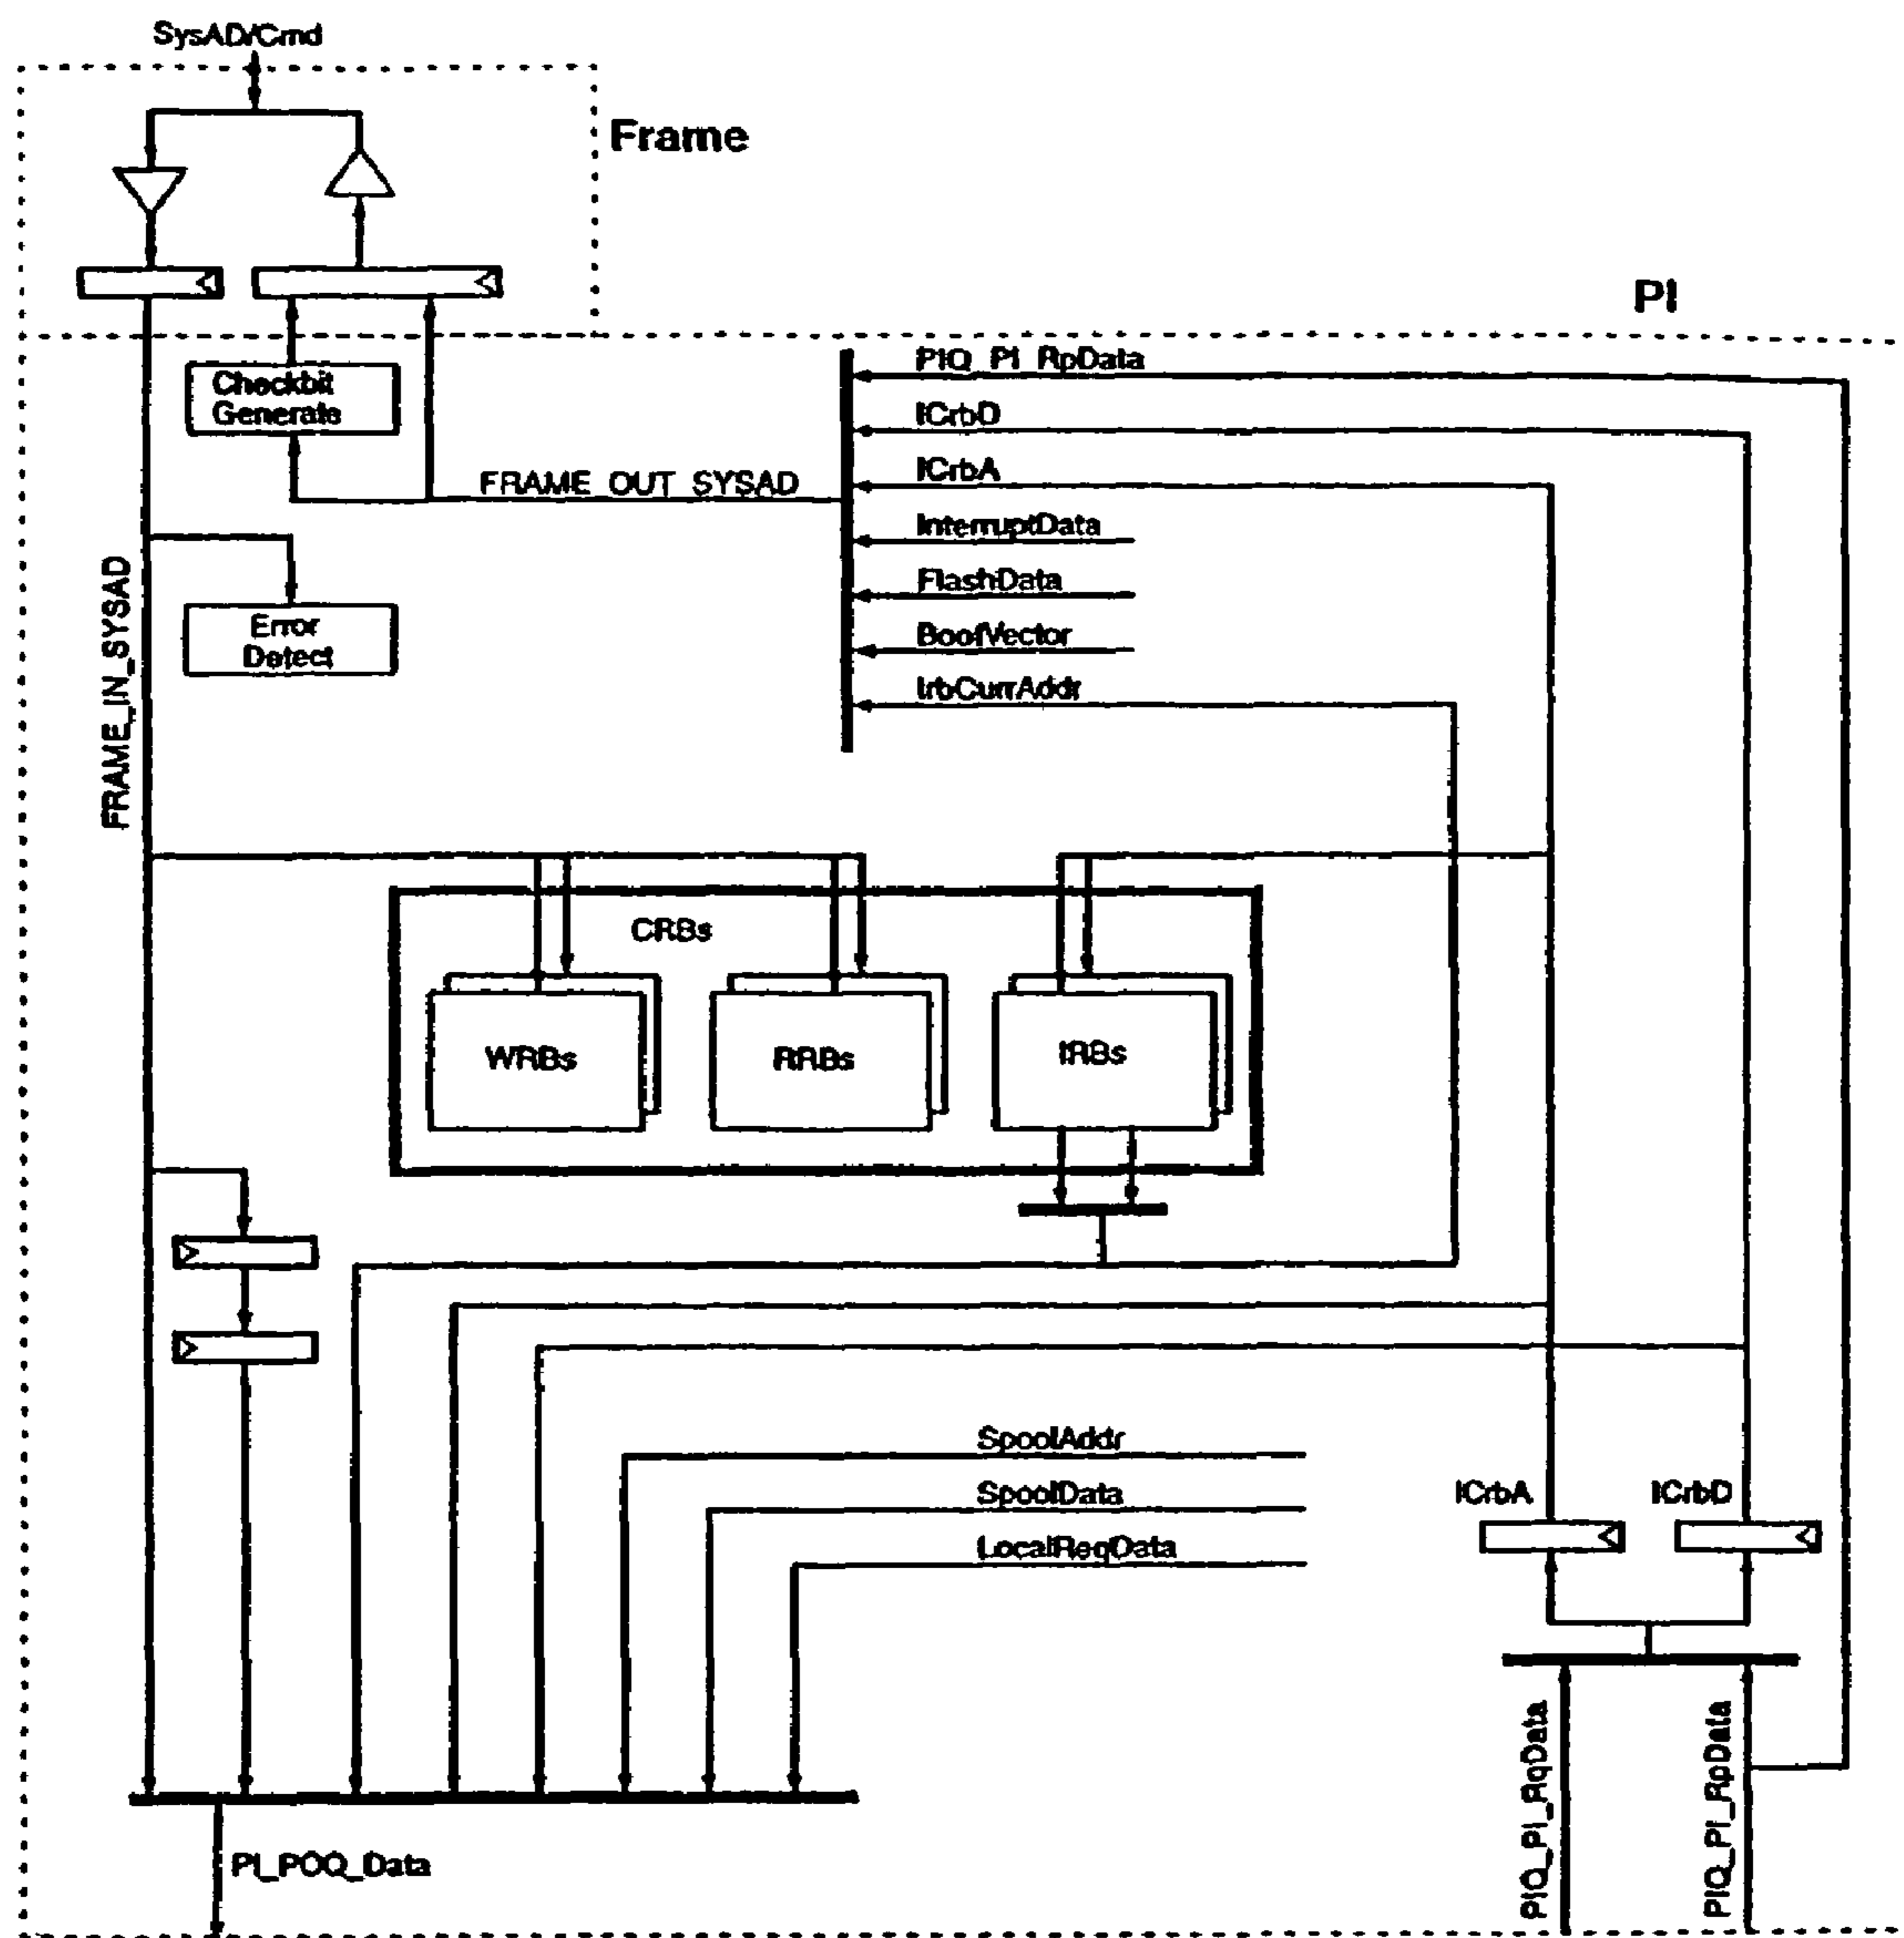 SysAD/Cmd
Frame
PI
Checkbit
Generate
FRAME_OUT_SYSAD
PIQ_PI_RpData
ICrbD
ICrbA
InterruptData
FlashData
BootVector
IrbCurrAddr
FRAME_IN_SYSAD
Error
Detect
CRBs
WRBs
RRBs
IRBs
SpoolAddr
SpoolData
LocalReqData
ICrbA
ICrbD
PIQ_PI_RqData
PIQ_PI_RpData
PI_POQ_Data